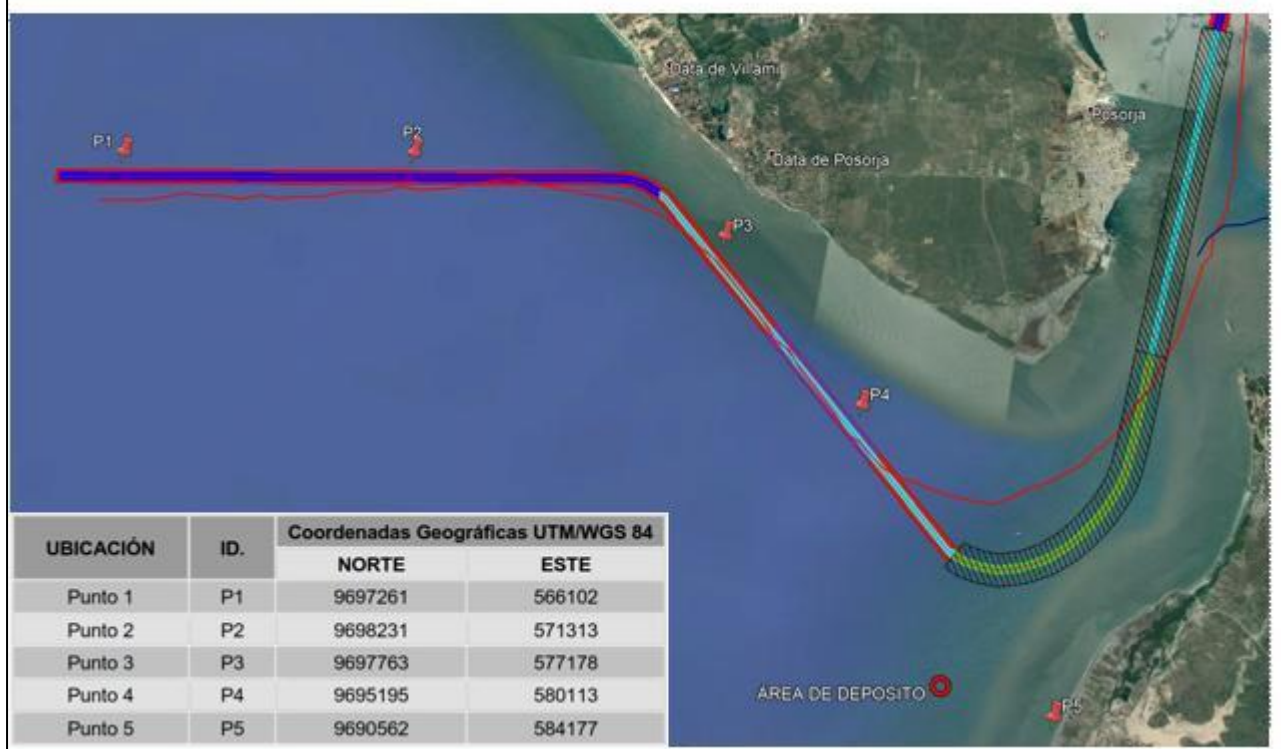 Data de Villami
Posorja
P1
P2
Data de Posorja
P3
P4
UBICACIÓN ID. Coordenadas Geográficas UTM/WGS 84
NORTE ESTE
Punto 1 P1 9697261 566102
Punto 2 P2 9698231 571313
Punto 3 P3 9697763 577178
Punto 4 P4 9695195 580113
Punto 5 P5 9690562 584177
ÁREA DE DEPOSITO
P5